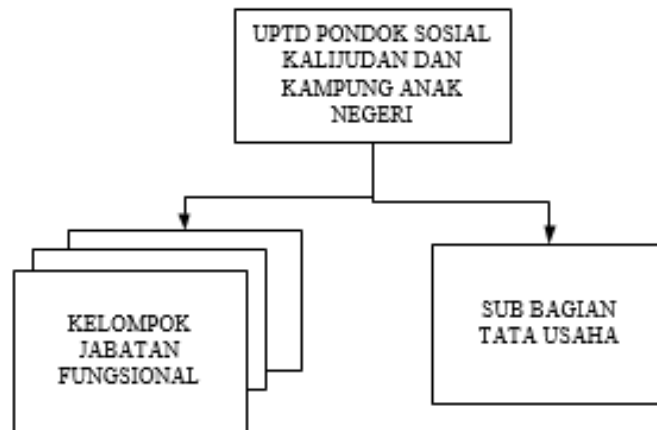 UPTD PONDOK SOSIAL
KALIJUDAN DAN
KAMPUNG ANAK
NEGERI
KELOMPOK
JABATAN
FUNGSIONAL
SUB BAGIAN
TATA USAHA